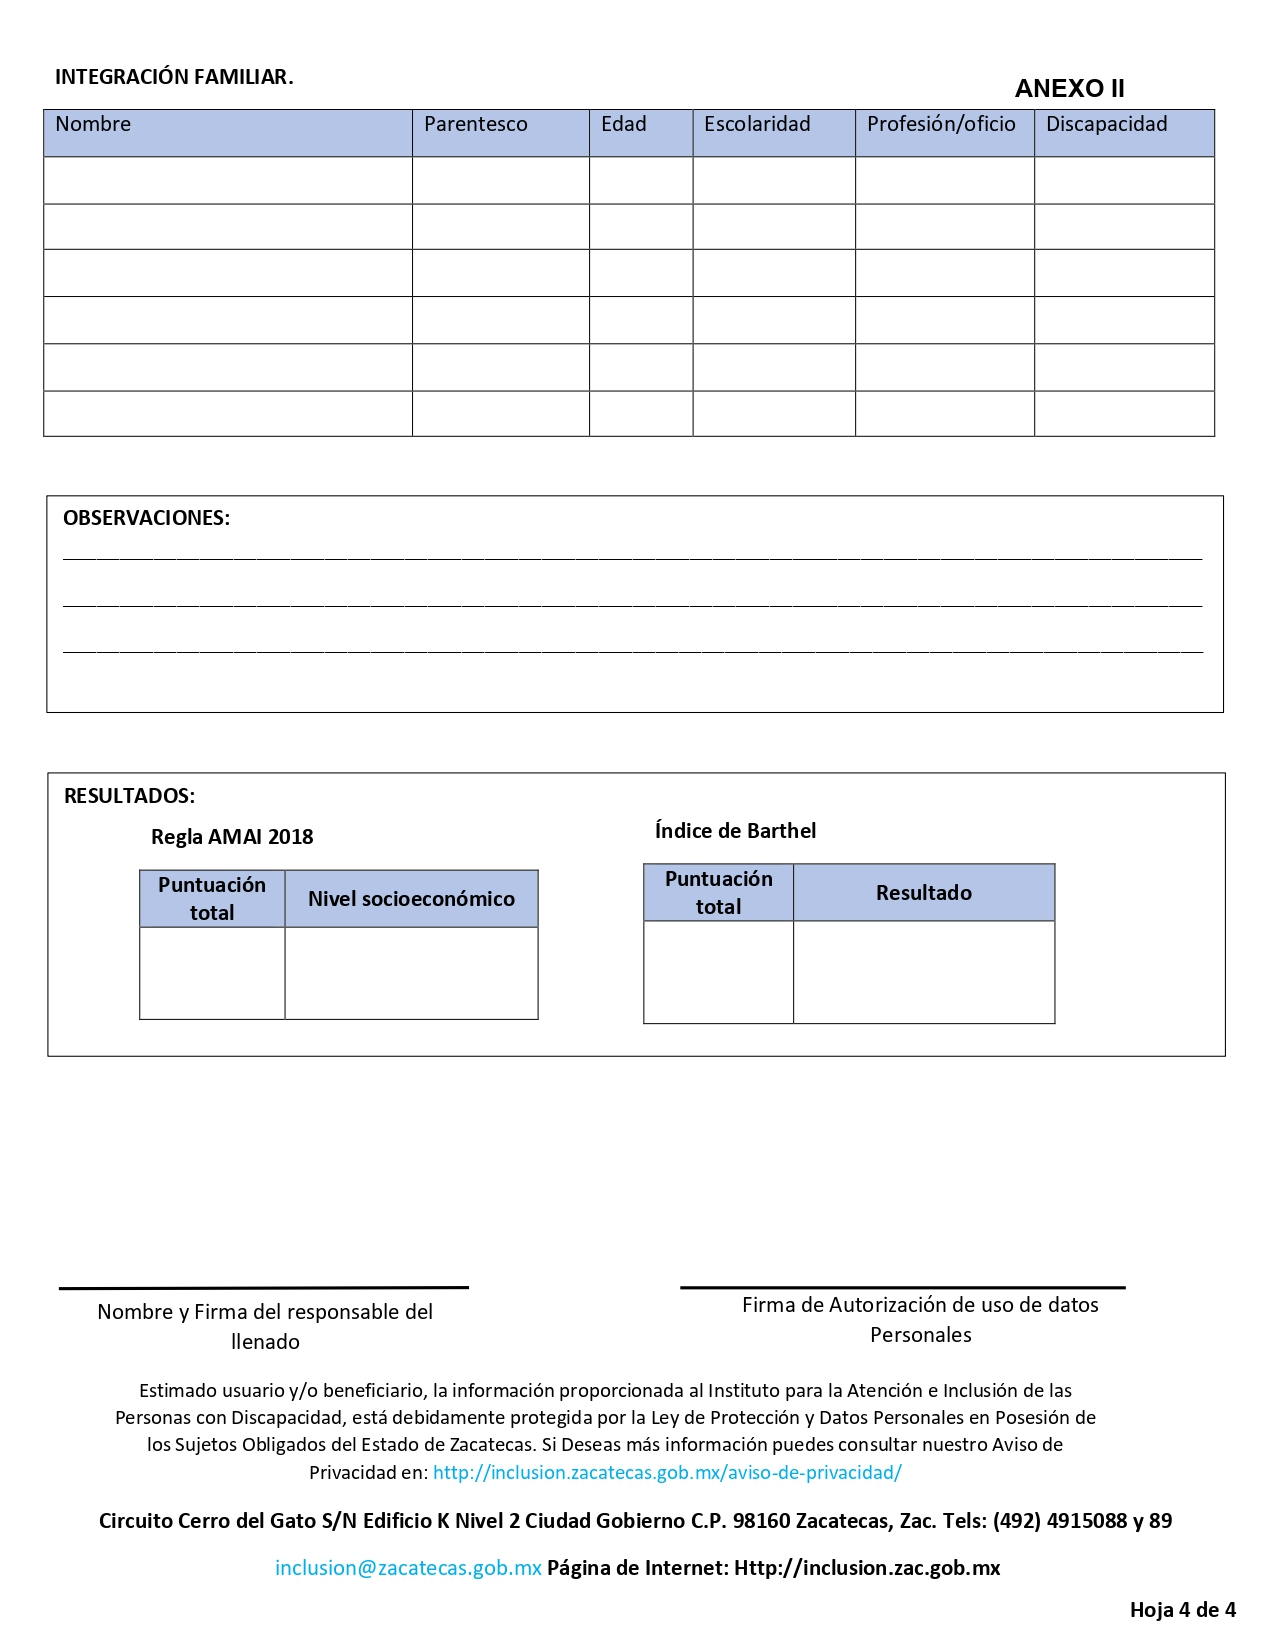 INTEGRACIÓN FAMILIAR.
ANEXO II
Nombre Parentesco Edad Escolaridad Profesión/oficio Discapacidad
OBSERVACIONES:
RESULTADOS:
Regla AMAI 2018
Puntuación total Nivel socioeconómico
Índice de Barthel
Puntuación total Resultado
Nombre y Firma del responsable del
llenado
Firma de Autorización de uso de datos
Personales
Estimado usuario y/o beneficiario, la información proporcionada al Instituto para la Atención e Inclusión de las
Personas con Discapacidad, está debidamente protegida por la Ley de Protección y Datos Personales en Posesión de
los Sujetos Obligados del Estado de Zacatecas. Si Deseas más información puedes consultar nuestro Aviso de
Privacidad en: http://inclusion.zacatecas.gob.mx/aviso-de-privacidad/
Circuito Cerro del Gato S/N Edificio K Nivel 2 Ciudad Gobierno C.P. 98160 Zacatecas, Zac. Tels: (492) 4915088 y 89
inclusion@zacatecas.gob.mx Página de Internet: Http://inclusion.zac.gob.mx
Hoja 4 de 4